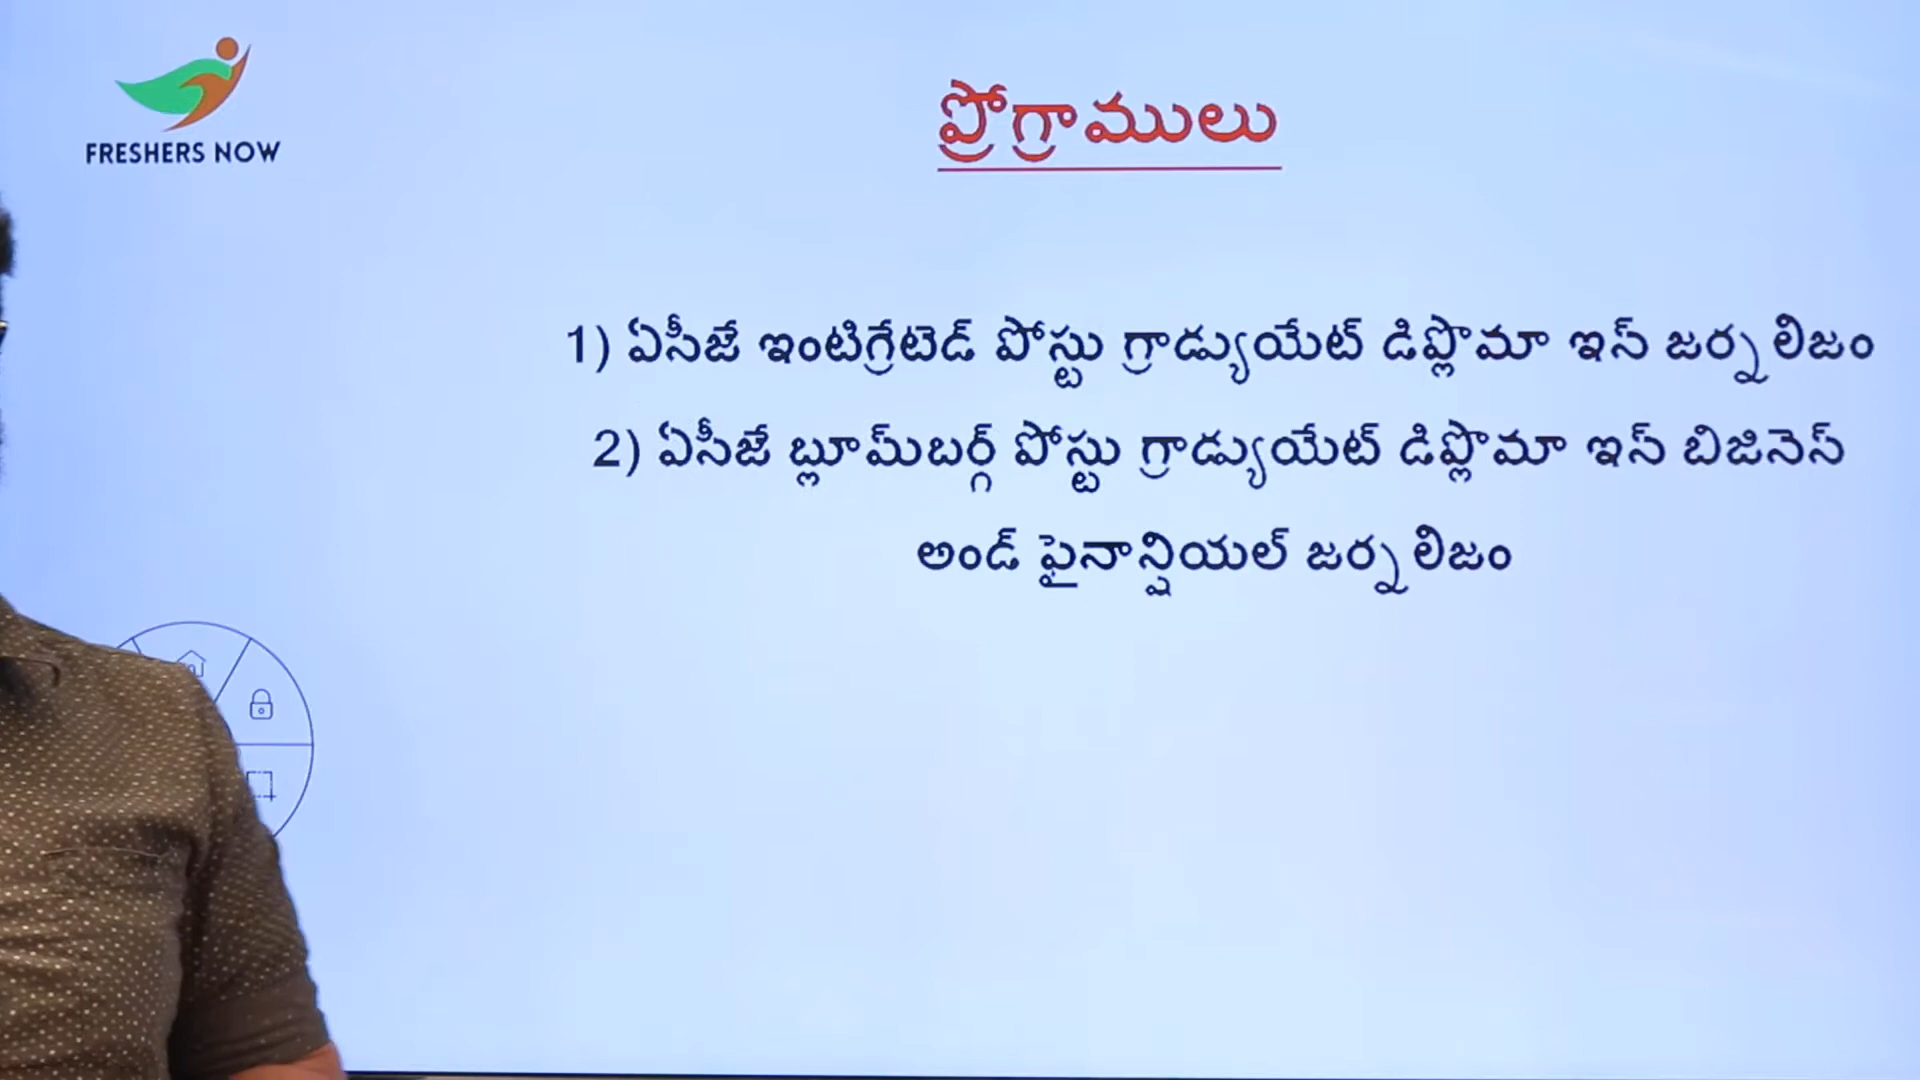 FRESHERS NOW
ప్రోగ్రాములు
1) ఏసీజే ఇంటిగ్రేటెడ్ పోస్టు గ్రాడ్యుయేట్ డిప్లొమా ఇన్ జర్నలిజం
2) ఏసీజే బ్లూమ్‌బర్గ్ పోస్టు గ్రాడ్యుయేట్ డిప్లొమా ఇన్ బిజినెస్
అండ్ ఫైనాన్షియల్ జర్నలిజం